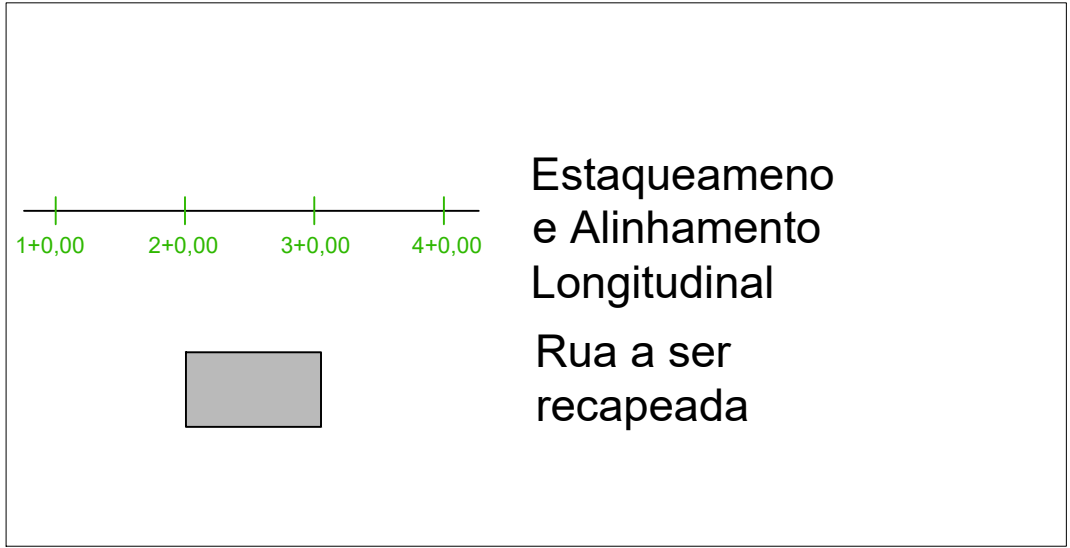 Estaqueameno
e Alinhamento
Longitudinal
1+0,00 2+0,00 3+0,00 4+0,00
Rua a ser
recapeada